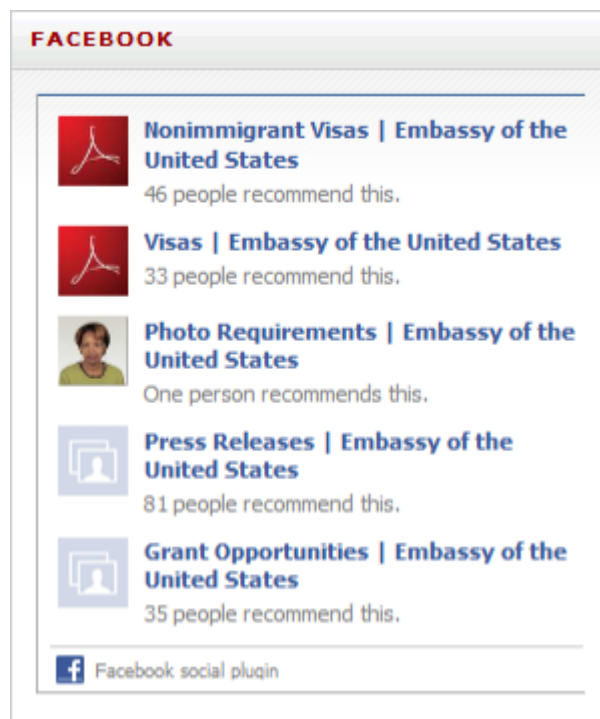 FACEBOOK
Nonimmigrant Visas | Embassy of the
United States
46 people recommend this.
Visas | Embassy of the United States
33 people recommend this.
Photo Requirements | Embassy of the
United States
One person recommends this.
Press Releases | Embassy of the
United States
81 people recommend this.
Grant Opportunities | Embassy of the
United States
35 people recommend this.
f Facebook social plugin